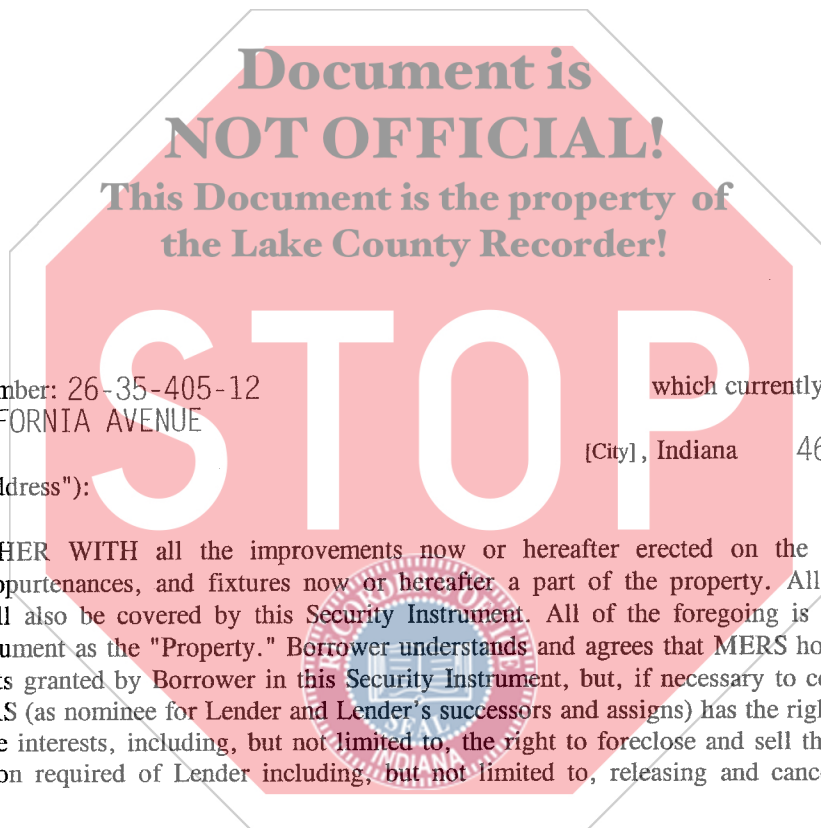 Document is
NOT OFFICIAL!
This Document is the property of
the Lake County Recorder!
STOP
mber: 26-35-405-12 which currently
FORNIA AVENUE
[City], Indiana 46
ddress"):
HER WITH all the improvements now or hereafter erected on the
ppurtenances, and fixtures now or hereafter a part of the property. All
ll also be covered by this Security Instrument. All of the foregoing is
ument as the "Property." Borrower understands and agrees that MERS ho
ts granted by Borrower in this Security Instrument, but, if necessary to c
RS (as nominee for Lender and Lender's successors and assigns) has the righ
e interests, including, but not limited to, the right to foreclose and sell th
on required of Lender including, but not limited to, releasing and canc
SEAL
INDIANA